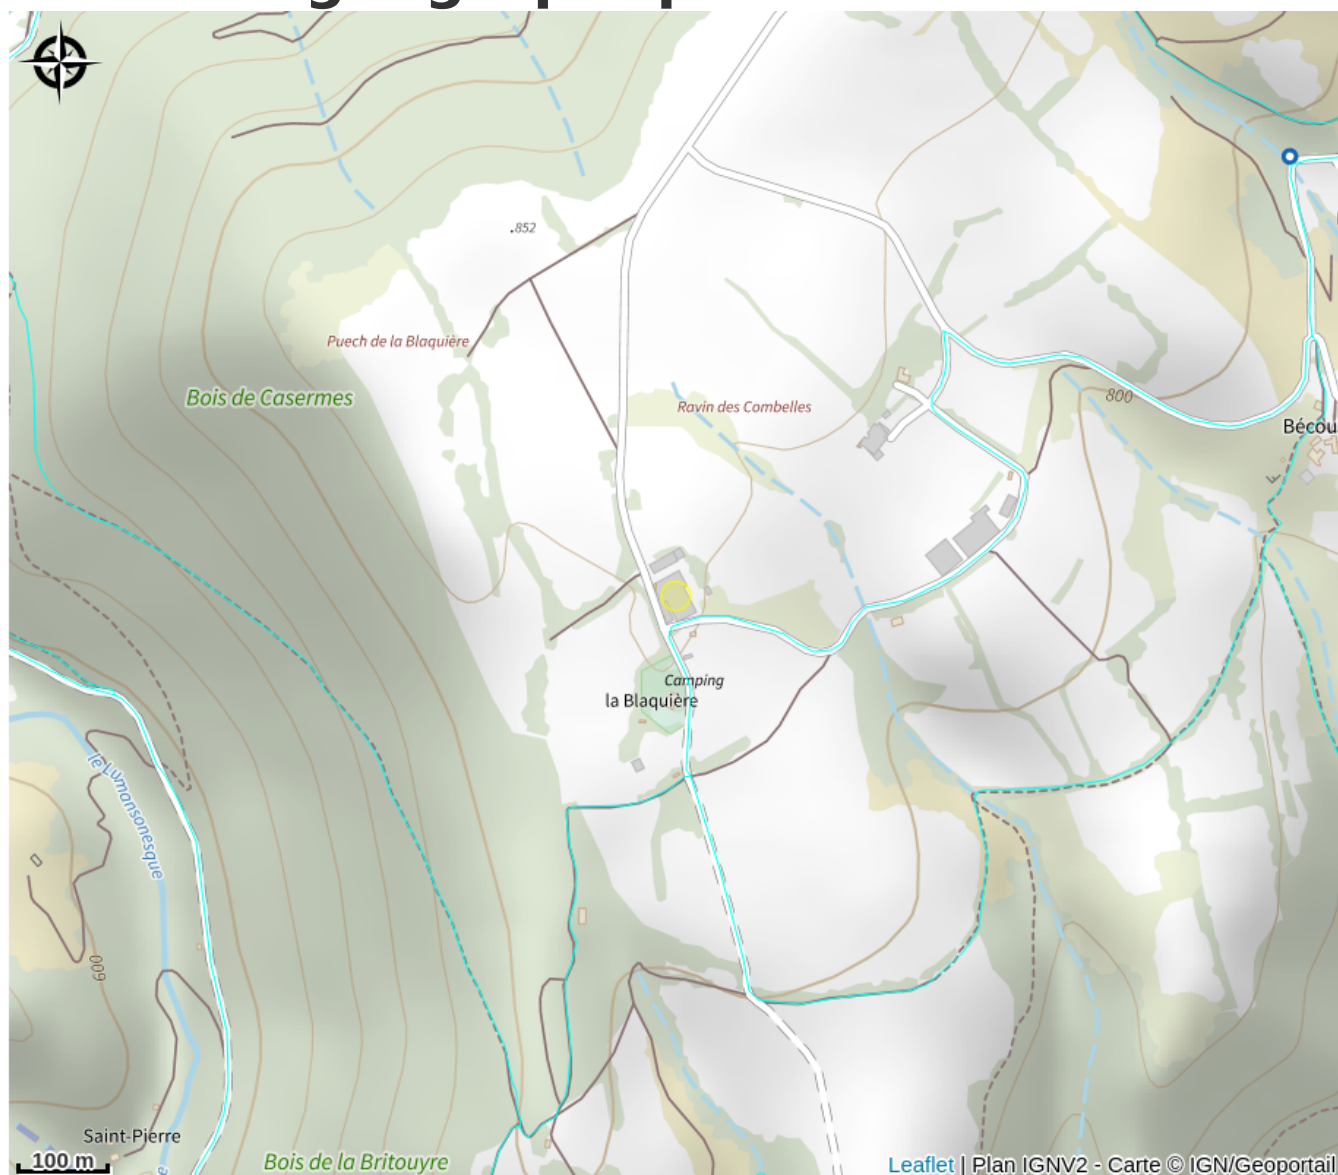 .852
Puech de la Blaquière
Bois de Casermes
Ravin des Combelles
800
Bécou
Camping
la Blaquière
le Lumansonesque
600
Saint-Pierre
100 m
Bois de la Britouyre
Leaflet | Plan IGNV2 - Carte © IGN/Geoportail